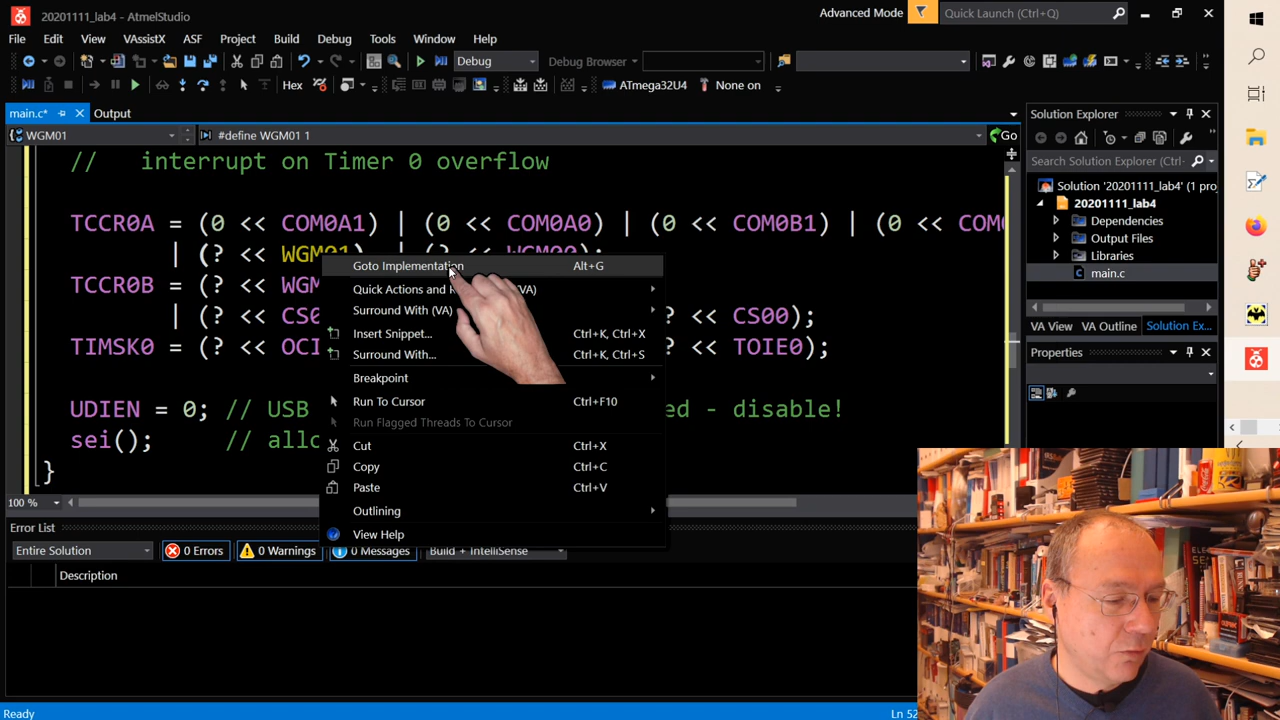 20201111_lab4 - AtmelStudio
Advanced Mode
Quick Launch (Ctrl+Q)
File Edit View VAssistX ASF Project Build Debug Tools Window Help
Debug
Debug Browser
Hex
ATmega32U4
None on
main.c*
Output
WGM01
#define WGM01 1
Go
// interrupt on Timer 0 overflow
TCCR0A = (0 << COM0A1) | (0 << COM0A0) | (0 << COM0B1) | (0 << COM
| (? << WGM01) | (? << WGM00);
TCCR0B = (? << WGM
| (? << CS0 ? << CS00);
TIMSK0 = (? << OCI ? << TOIE0);
UDIEN = 0; // USB ed - disable!
sei(); // allo
}
Goto Implementation Alt+G
Quick Actions and R (VA)
Surround With (VA)
Insert Snippet... Ctrl+K, Ctrl+X
Surround With... Ctrl+K, Ctrl+S
Breakpoint
Run To Cursor Ctrl+F10
Run Flagged Threads To Cursor
Cut Ctrl+X
Copy Ctrl+C
Paste Ctrl+V
Outlining
View Help
100 %
Error List
Entire Solution
0 Errors
0 Warnings
0 Messages
Build + IntelliSense
Description
Ready
Ln 52
Solution Explorer
Search Solution Explorer (Ctrl-
Solution '20201111_lab4' (1 proj
20201111_lab4
Dependencies
Output Files
Libraries
main.c
VA View VA Outline Solution Ex...
Properties